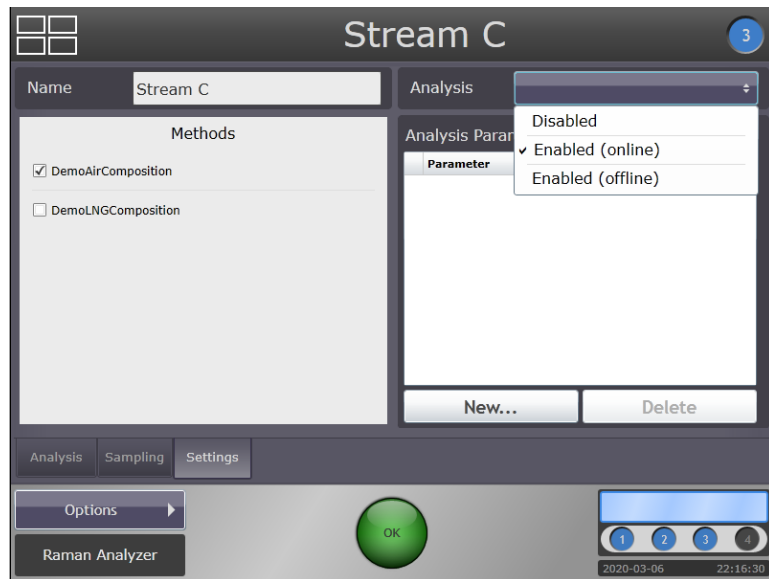 Stream C
3
Name
Stream C
Analysis
Methods
DemoAirComposition
DemoLNGComposition
Analysis Parar
Parameter
Disabled
Enabled (online)
Enabled (offline)
New...
Delete
Analysis
Sampling
Settings
Options
Raman Analyzer
OK
1 2 3 4
2020-03-06 22:16:30